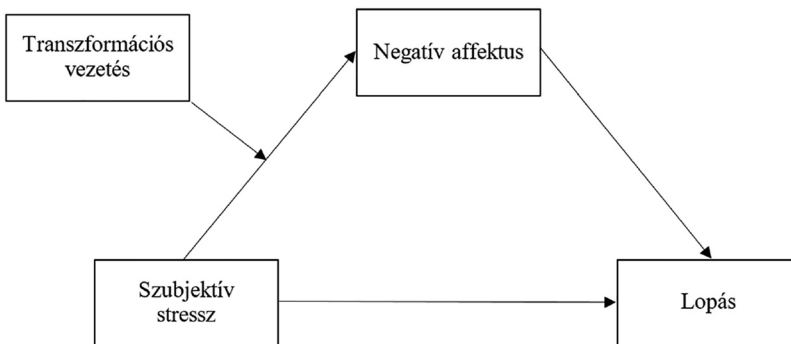 Transzformációs
vezetés
Negatív affektus
Szubjektív
stressz
Lopás